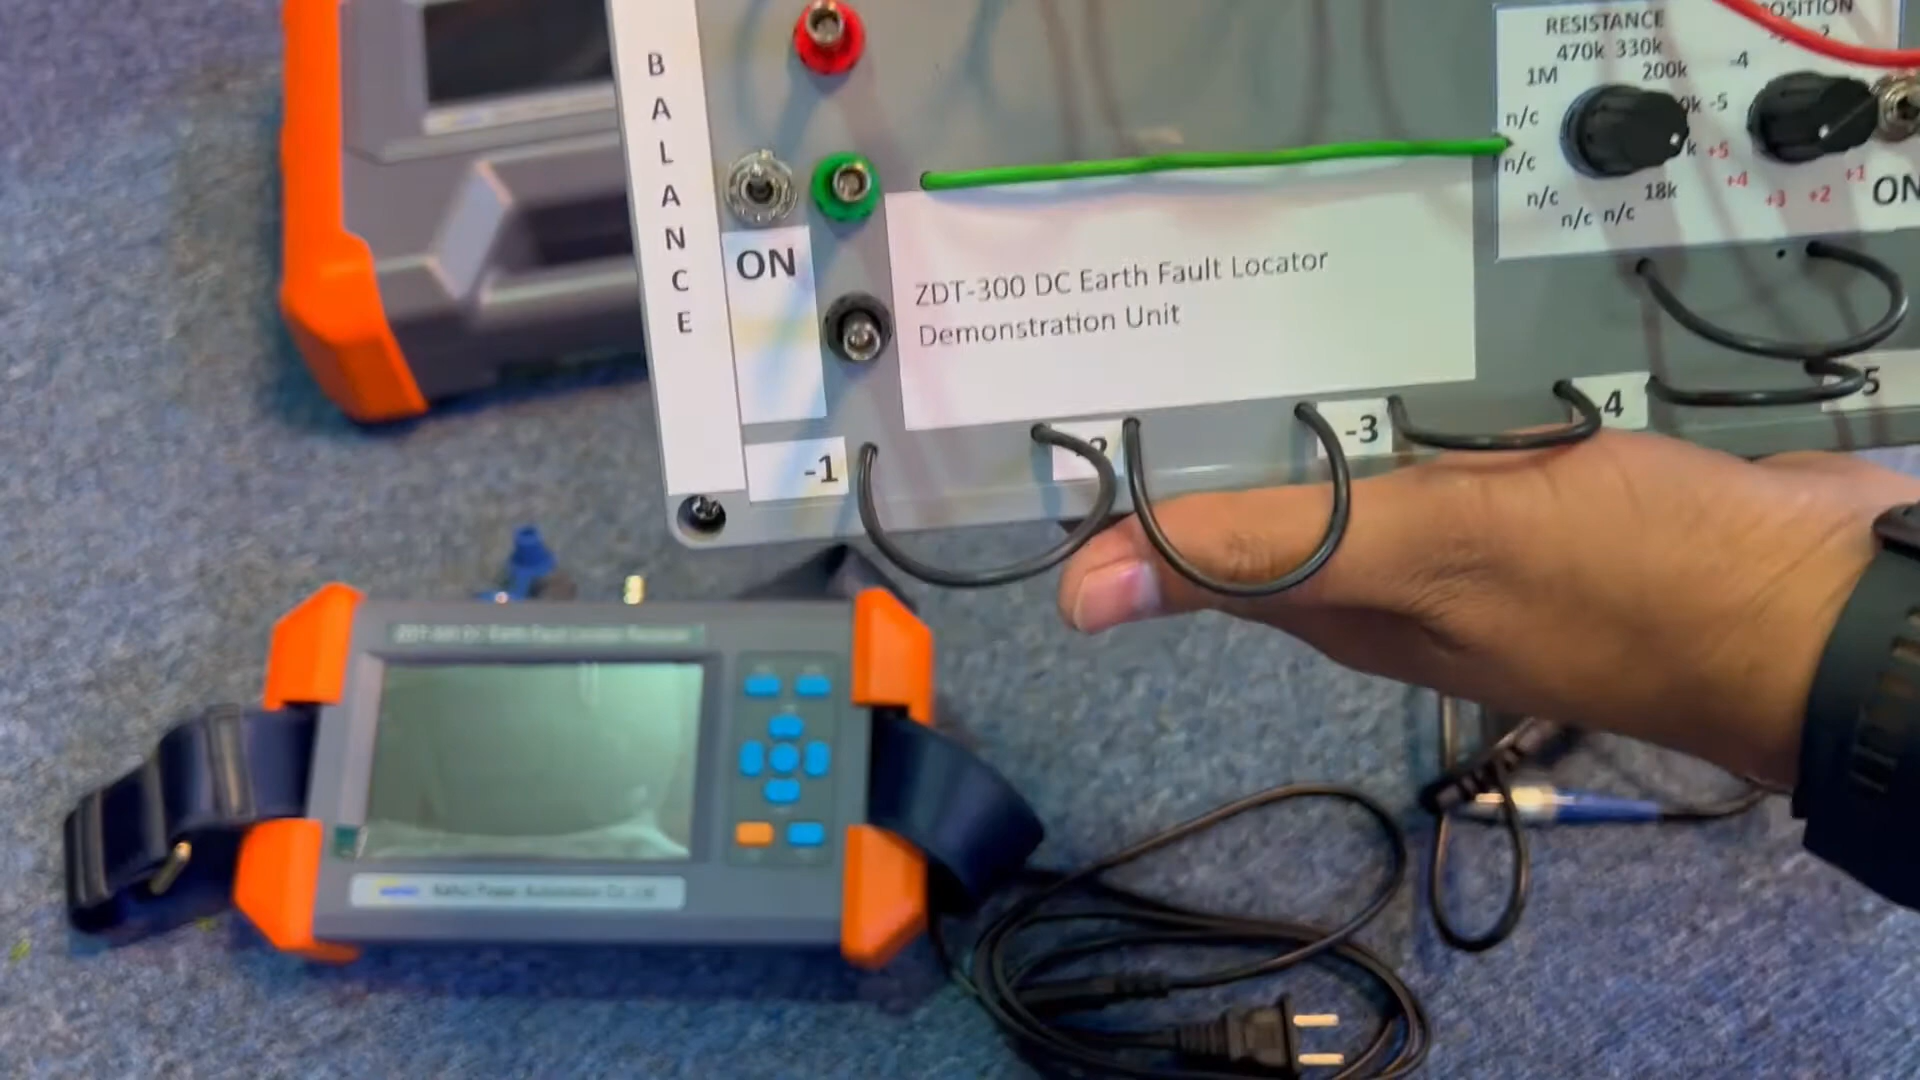 BALANCE
ON
ZDT-300 DC Earth Fault Locator
Demonstration Unit
-1
-3
-4
5
RESISTANCE
470k 330k
1M
200k
n/c
n/c
n/c
n/c n/c
18k
-4
-5
+5
+4
+3
+2
+1
ON